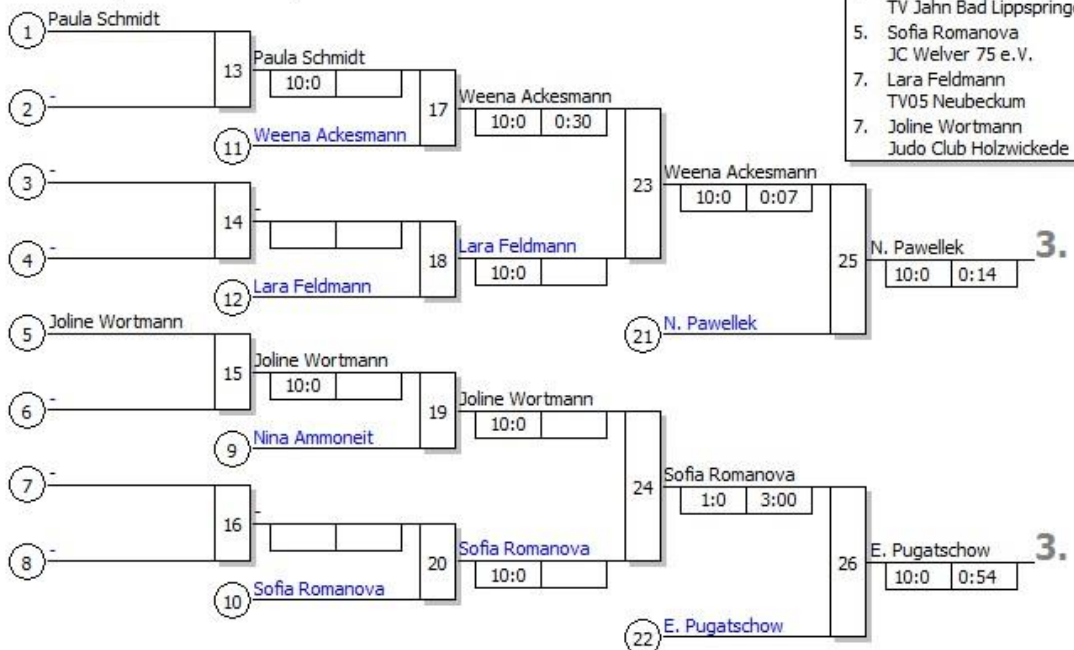 TV Jahn Bad Lippspringe
5. Sofia Romanova
JC Welver 75 e.V.
7. Lara Feldmann
TV05 Neubeckum
7. Joline Wortmann
Judo Club Holzwickede
1 Paula Schmidt
13 Paula Schmidt
10:0
2 -
17 Weena Ackesmann
10:0 0:30
11 Weena Ackesmann
3 -
23 Weena Ackesmann
10:0 0:07
14 -
4 -
18 Lara Feldmann
10:0
12 Lara Feldmann
25 N. Pawellek 3.
10:0 0:14
5 Joline Wortmann
21 N. Pawellek
15 Joline Wortmann
10:0
6 -
19 Joline Wortmann
10:0
9 Nina Ammoneit
7 -
24 Sofia Romanova
1:0 3:00
16 -
8 -
20 Sofia Romanova
10:0
10 Sofia Romanova
26 E. Pugatschow 3.
10:0 0:54
22 E. Pugatschow